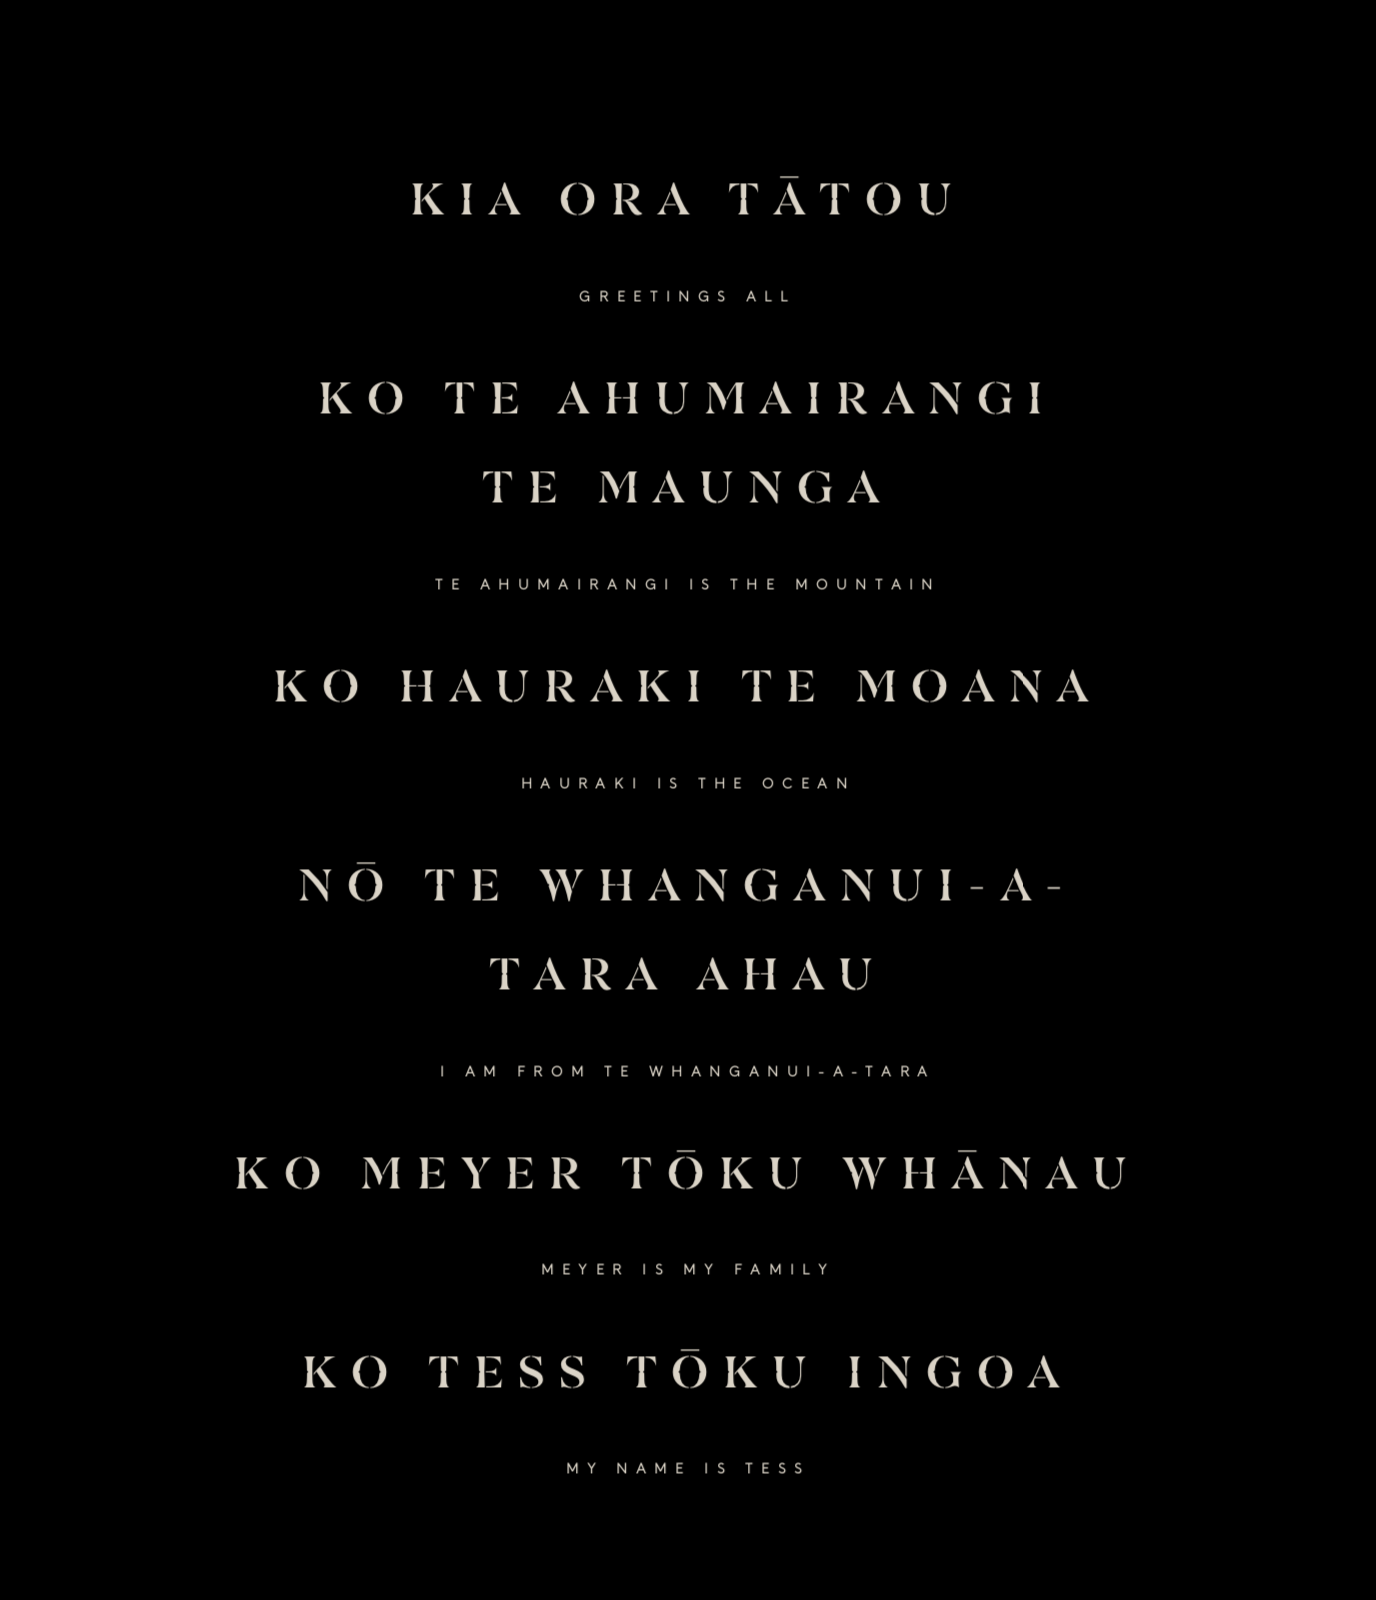 KIA ORA TĀTOU
GREETINGS ALL
KO TE AHUMAIRANGI
TE MAUNGA
TE AHUMAIRANGI IS THE MOUNTAIN
KO HAURAKI TE MOANA
HAURAKI IS THE OCEAN
NŌ TE WHANGANUI-A-
TARA AHAU
I AM FROM TE WHANGANUI-A-TARA
KO MEYER TŌKU WHĀNAU
MEYER IS MY FAMILY
KO TESS TŌKU INGOA
MY NAME IS TESS